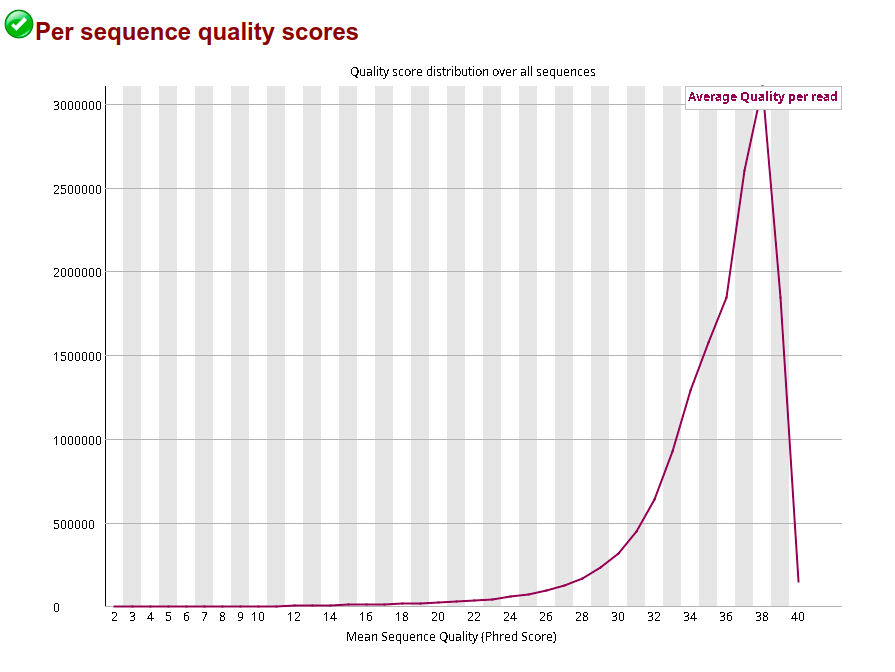 Per sequence quality scores
Quality score distribution over all sequences
Average Quality per read
3000000
2500000
2000000
1500000
1000000
500000
0
2 3 4 5 6 7 8 9 10 12 14 16 18 20 22 24 26 28 30 32 34 36 38 40
Mean Sequence Quality (Phred Score)